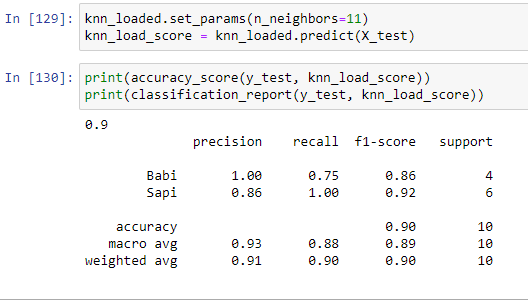 In [129]: knn_loaded.set_params(n_neighbors=11)
knn_load_score = knn_loaded.predict(X_test)
In [130]: print(accuracy_score(y_test, knn_load_score))
print(classification_report(y_test, knn_load_score))
0.9
precision recall f1-score support
Babi 1.00 0.75 0.86 4
Sapi 0.86 1.00 0.92 6
accuracy 0.90 10
macro avg 0.93 0.88 0.89 10
weighted avg 0.91 0.90 0.90 10